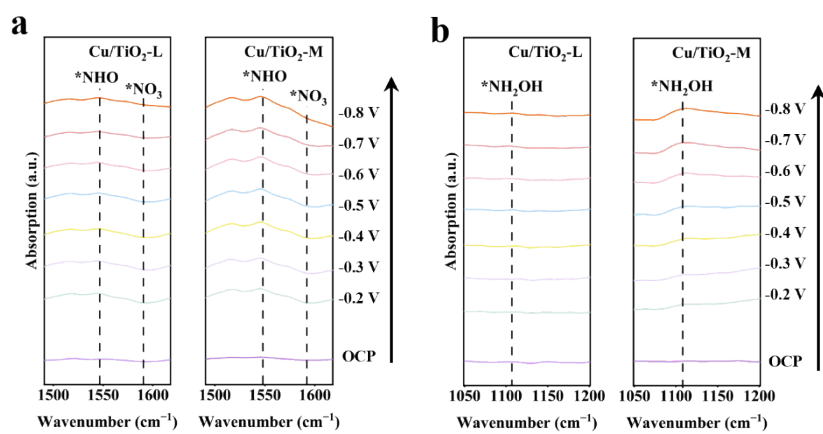 a
Cu/TiO₂-L
*NHO
*NO₃
Cu/TiO₂-M
*NHO
*NO₃
-0.8 V
-0.7 V
-0.6 V
-0.5 V
-0.4 V
-0.3 V
-0.2 V
OCP
Absorption (a.u.)
1500 1550 1600
1500 1550 1600
Wavenumber (cm⁻¹)
Wavenumber (cm⁻¹)
b
Cu/TiO₂-L
*NH₂OH
Cu/TiO₂-M
*NH₂OH
-0.8 V
-0.7 V
-0.6 V
-0.5 V
-0.4 V
-0.3 V
-0.2 V
OCP
Absorption (a.u.)
1050 1100 1150 1200
1050 1100 1150 1200
Wavenumber (cm⁻¹)
Wavenumber (cm⁻¹)